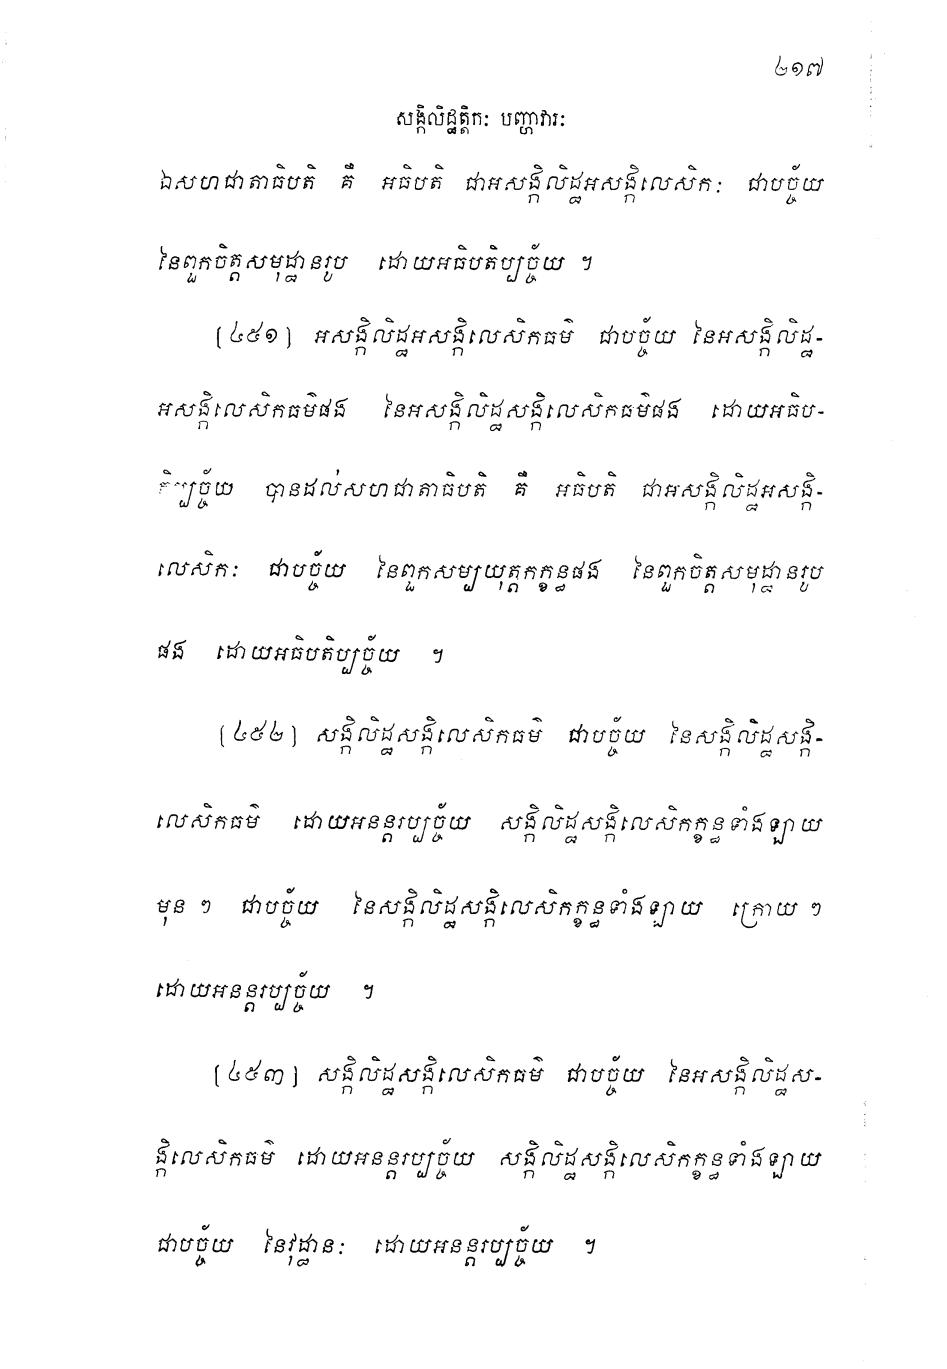 ២១៧
សង្កិលិដ្ឋត្តិកៈ បញ្ហាវារៈ
ឯសហជាតាធិបតិ គឺ អធិបតិ ជាអសង្កិលិដ្ឋអសង្កិលេសិកៈ ជាបច្ច័យ
នៃពួកចិត្តសមុដ្ឋានរូប ដោយអធិបតិប្បច្ច័យ ។
(៤៥១) អសង្កិលិដ្ឋអសង្កិលេសិកធម៌ ជាបច្ច័យ នៃអសង្កិលិដ្ឋ-
អសង្កិលេសិកធម៌ផង នៃអសង្កិលិដ្ឋសង្កិលេសិកធម៌ផង ដោយអធិប-
តិប្បច្ច័យ បានដល់សហជាតាធិបតិ គឺ អធិបតិ ជាអសង្កិលិដ្ឋអសង្កិ-
លេសិកៈ ជាបច្ច័យ នៃពួកសម្បយុត្តកក្ខន្ធផង នៃពួកចិត្តសមុដ្ឋានរូប
ផង ដោយអធិបតិប្បច្ច័យ ។
(៤៥២) សង្កិលិដ្ឋសង្កិលេសិកធម៌ ជាបច្ច័យ នៃសង្កិលិដ្ឋសង្កិ-
លេសិកធម៌ ដោយអនន្តរប្បច្ច័យ សង្កិលិដ្ឋសង្កិលេសិកក្ខន្ធទាំងឡាយ
មុន ៗ ជាបច្ច័យ នៃសង្កិលិដ្ឋសង្កិលេសិកក្ខន្ធទាំងឡាយ ក្រោយ ៗ
ដោយអនន្តរប្បច្ច័យ ។
(៤៥៣) សង្កិលិដ្ឋសង្កិលេសិកធម៌ ជាបច្ច័យ នៃអសង្កិលិដ្ឋស-
ង្កិលេសិកធម៌ ដោយអនន្តរប្បច្ច័យ សង្កិលិដ្ឋសង្កិលេសិកក្ខន្ធទាំងឡាយ
ជាបច្ច័យ នៃវុដ្ឋានៈ ដោយអនន្តរប្បច្ច័យ ។